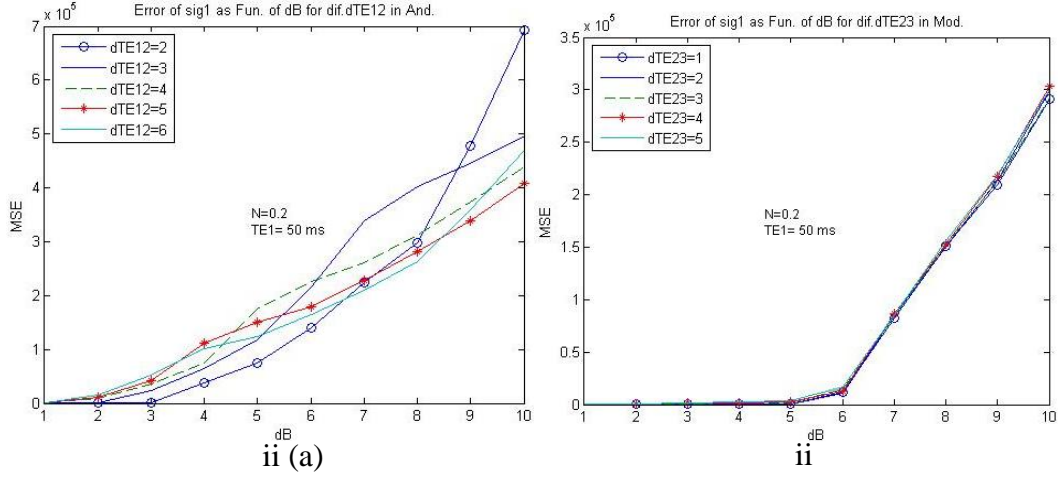 Error of sig1 as Fun. of dB for dif.dTE12 in And.
x 10^5
7
6
5
4
3
2
1
0
MSE
dTE12=2
dTE12=3
dTE12=4
dTE12=5
dTE12=6
N=0.2
TE1= 50 ms
1 2 3 4 5 6 7 8 9 10
dB
ii (a)
Error of sig1 as Fun. of dB for dif.dTE23 in Mod.
x 10^5
3.5
3
2.5
2
1.5
1
0.5
0
MSE
dTE23=1
dTE23=2
dTE23=3
dTE23=4
dTE23=5
N=0.2
TE1= 50 ms
1 2 3 4 5 6 7 8 9 10
dB
ii